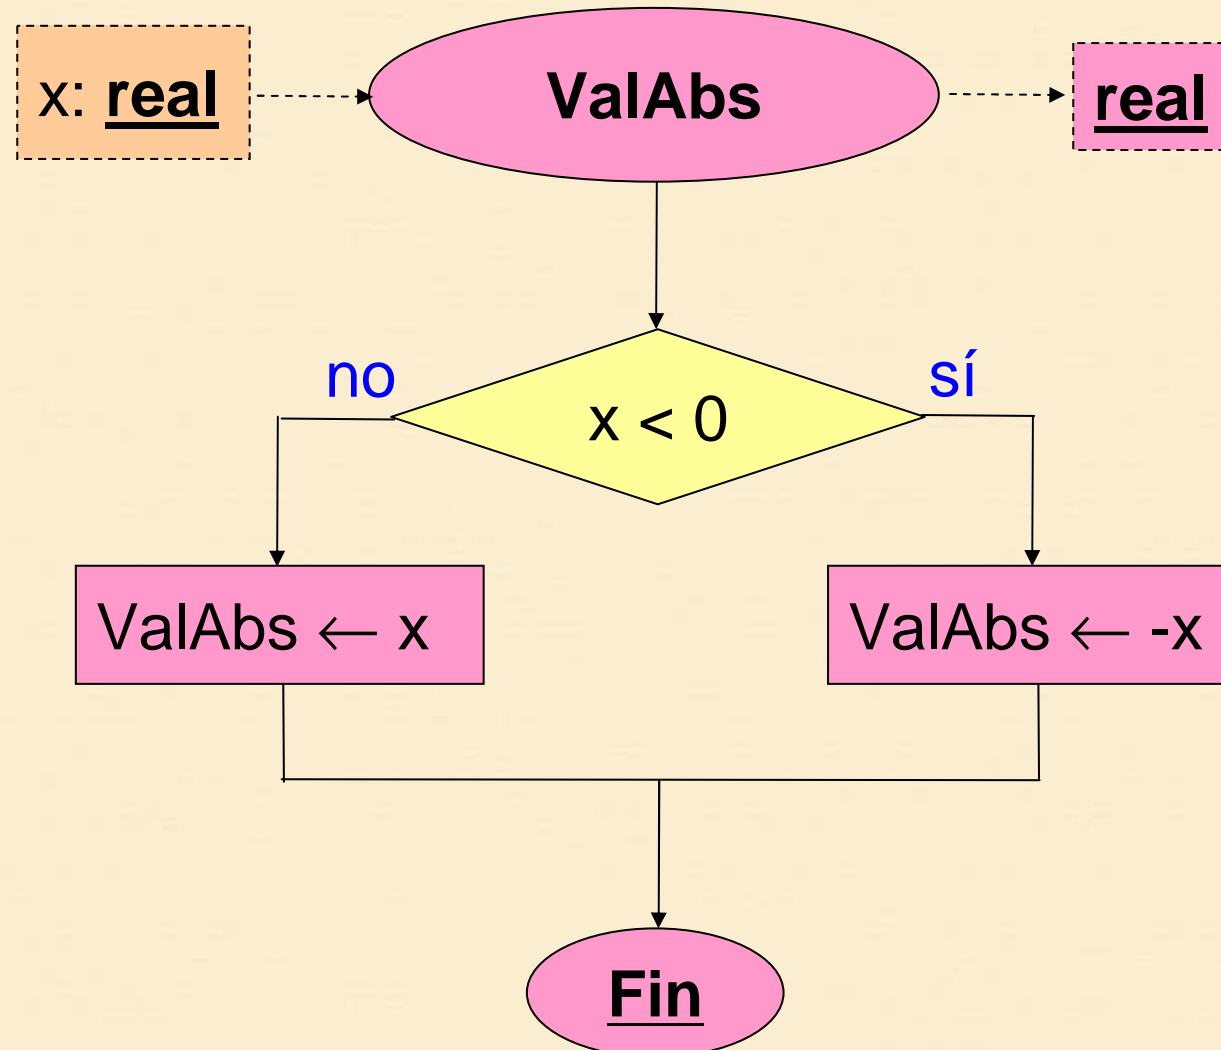 x: real
ValAbs
real
no
sí
x < 0
ValAbs ← x
ValAbs ← -x
Fin